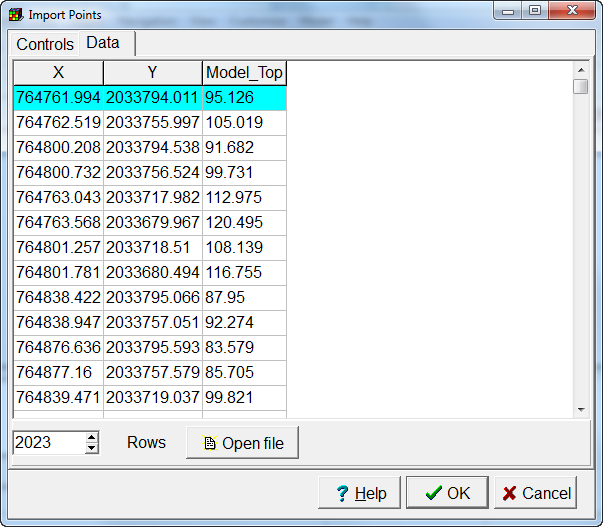 Import Points
Controls Data
X Y Model_Top
764761.994 2033794.011 95.126
764762.519 2033755.997 105.019
764800.208 2033794.538 91.682
764800.732 2033756.524 99.731
764763.043 2033717.982 112.975
764763.568 2033679.967 120.495
764801.257 2033718.51 108.139
764801.781 2033680.494 116.755
764838.422 2033795.066 87.95
764838.947 2033757.051 92.274
764876.636 2033795.593 83.579
764877.16 2033757.579 85.705
764839.471 2033719.037 99.821
2023 Rows Open file
? Help OK Cancel